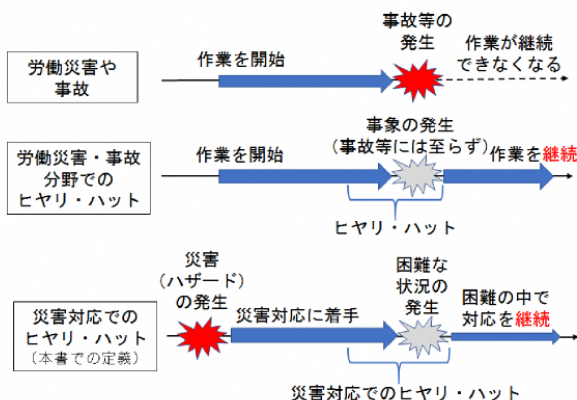 労働災害や
事故
作業を開始
事故等の
発生
作業が継続
できなくなる
労働災害・事故
分野での
ヒヤリ・ハット
作業を開始
事象の発生
（事故等には至らず）
作業を継続
ヒヤリ・ハット
災害対応での
ヒヤリ・ハット
（本書での定義）
災害
（ハザード）
の発生
災害対応に着手
困難な
状況の
発生
困難の中で
対応を継続
災害対応でのヒヤリ・ハット